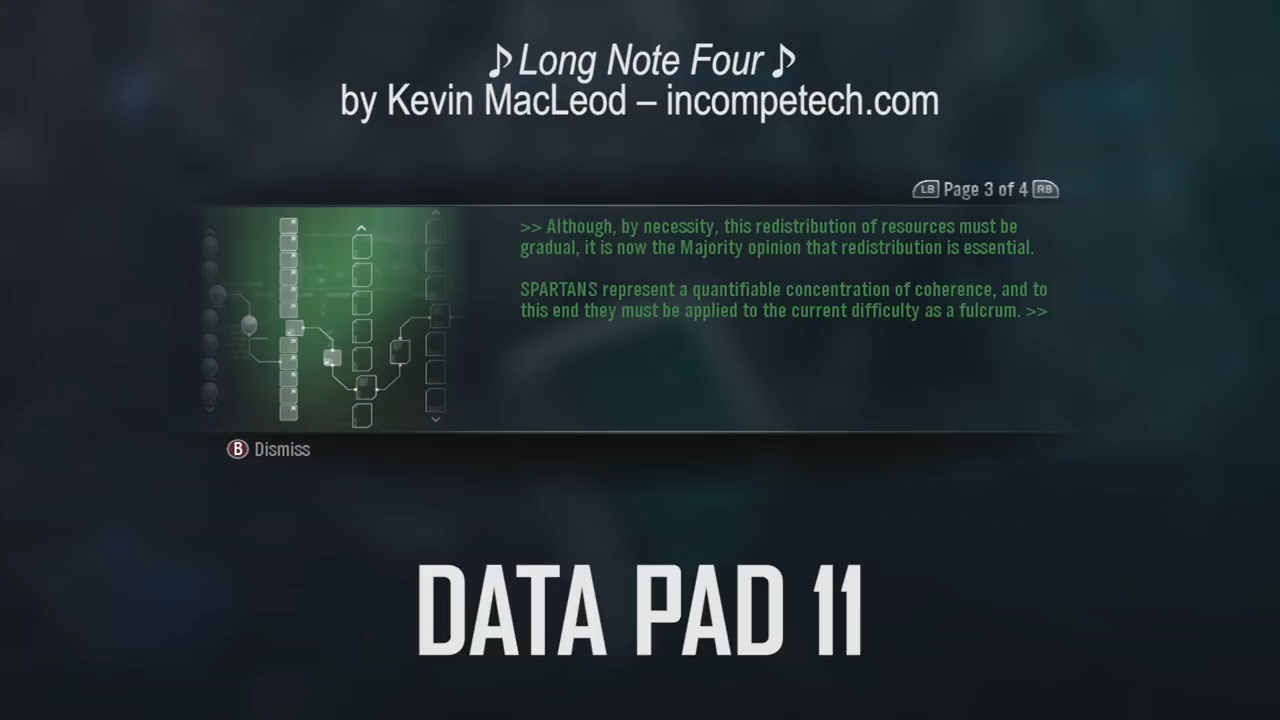 ♪ Long Note Four ♪
by Kevin MacLeod – incompetech.com
LB Page 3 of 4 RB
>> Although, by necessity, this redistribution of resources must be
gradual, it is now the Majority opinion that redistribution is essential.
SPARTANS represent a quantifiable concentration of coherence, and to
this end they must be applied to the current difficulty as a fulcrum. >>
B Dismiss
DATA PAD 11